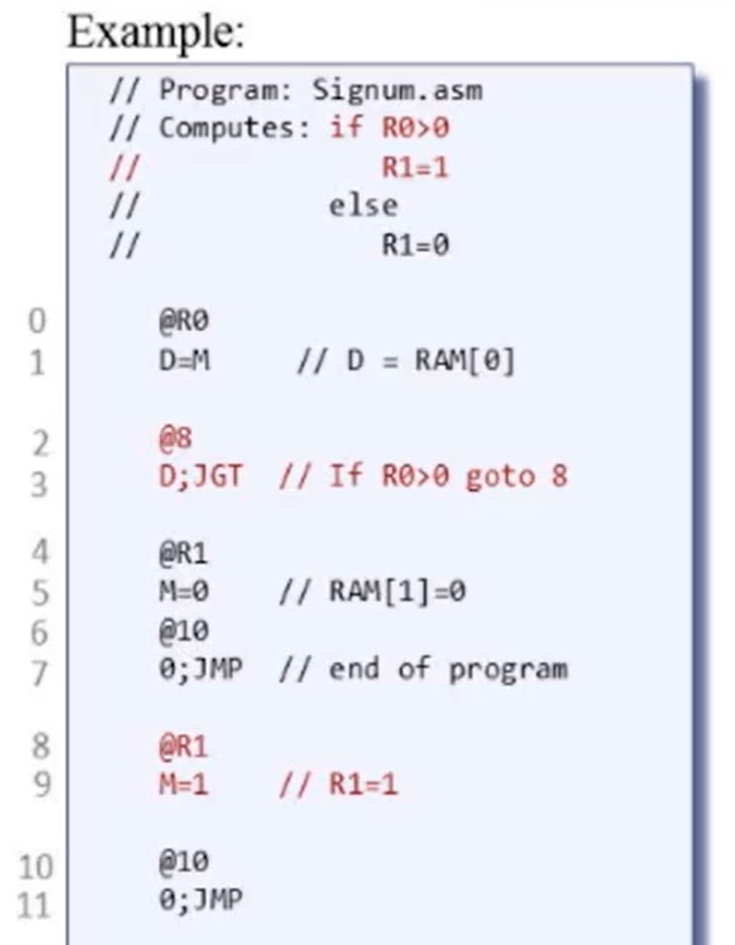 Example:
// Program: Signum.asm
// Computes: if R0>0
// R1=1
// else
// R1=0
0 @R0
1 D=M // D = RAM[0]
2 @8
3 D;JGT // If R0>0 goto 8
4 @R1
5 M=0 // RAM[1]=0
6 @10
7 0;JMP // end of program
8 @R1
9 M=1 // R1=1
10 @10
11 0;JMP